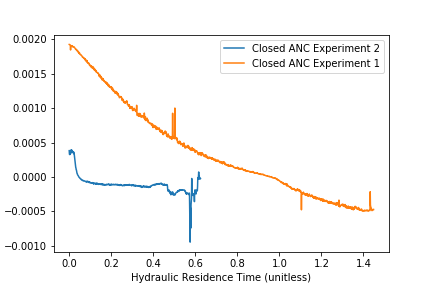 0.0020
0.0015
0.0010
0.0005
0.0000
−0.0005
−0.0010
Closed ANC Experiment 2
Closed ANC Experiment 1
0.0 0.2 0.4 0.6 0.8 1.0 1.2 1.4
Hydraulic Residence Time (unitless)